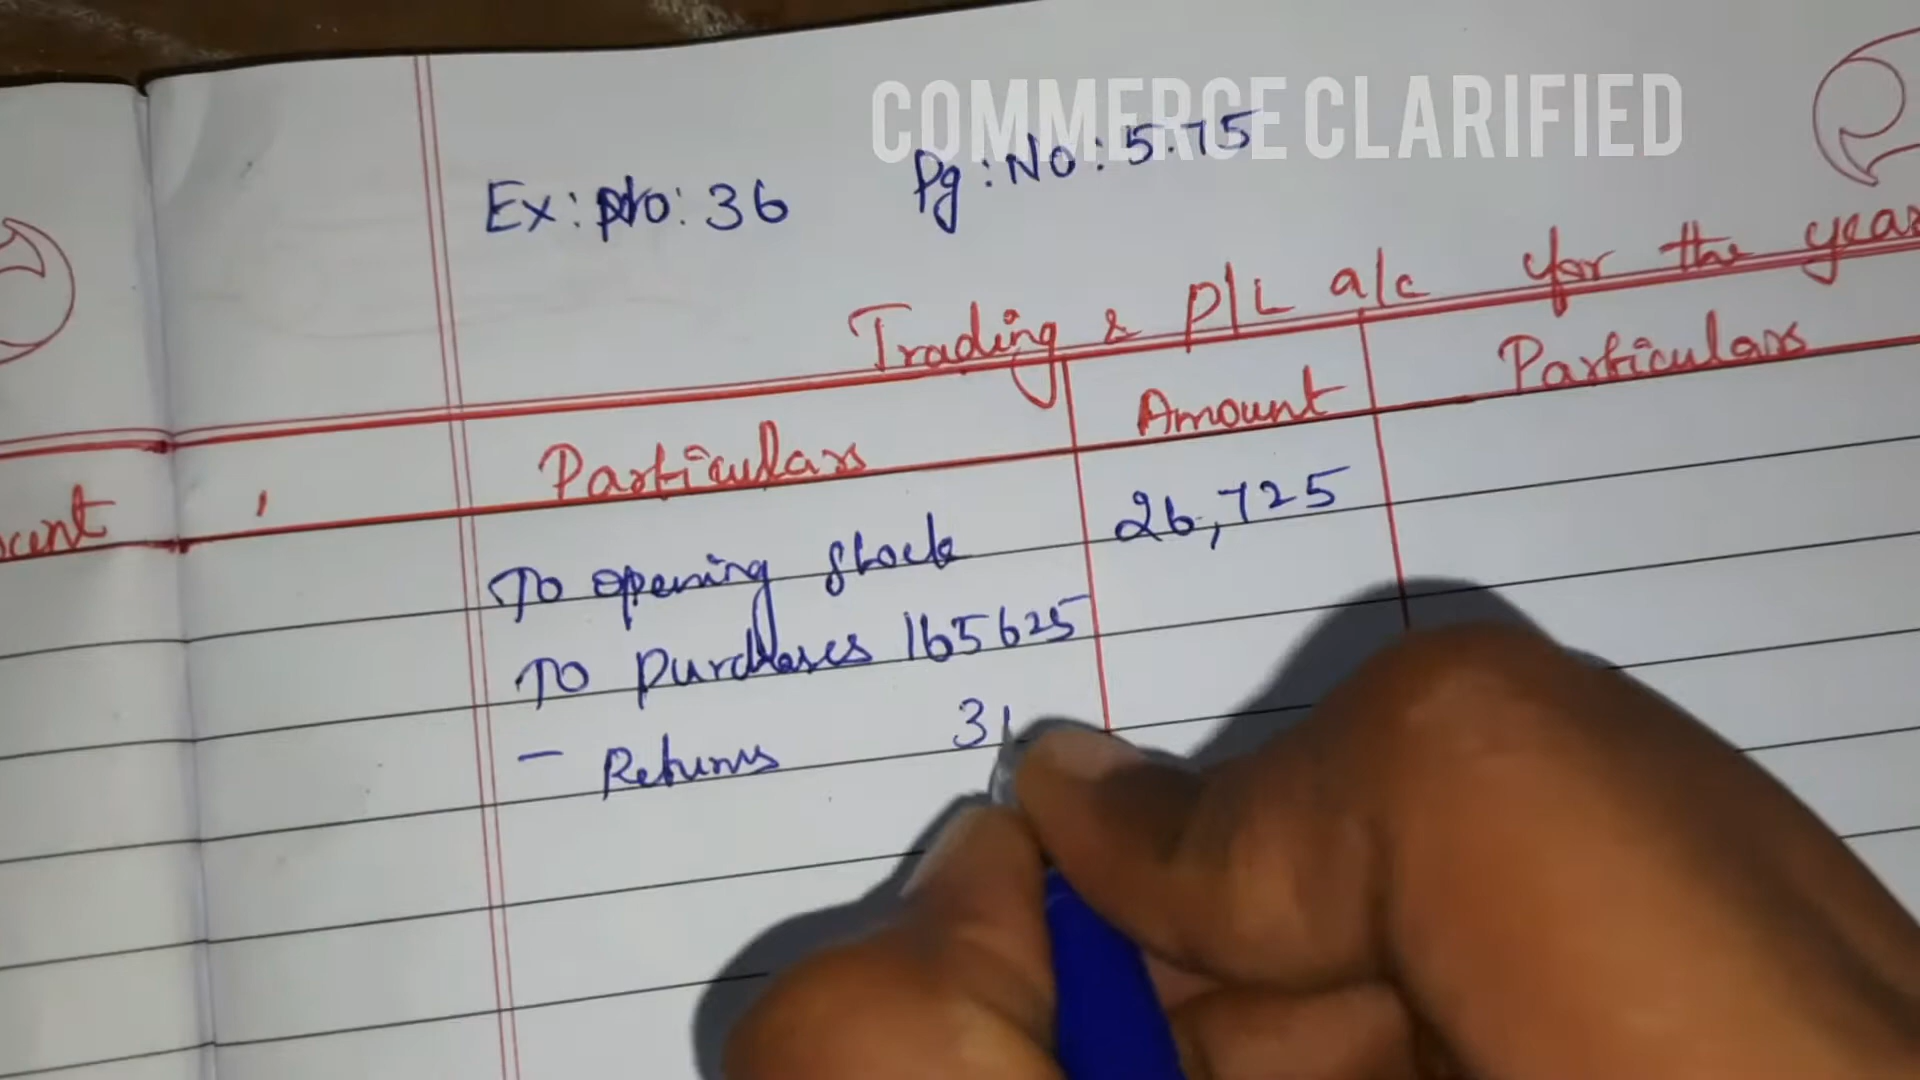 COMMERCE CLARIFIED
Ex: No: 36 Pg: No: 5.75
Trading & P/L a/c for the year
Particulars Amount Particulars
To opening stock 26,725
To Purchases 165625
- Returns 31